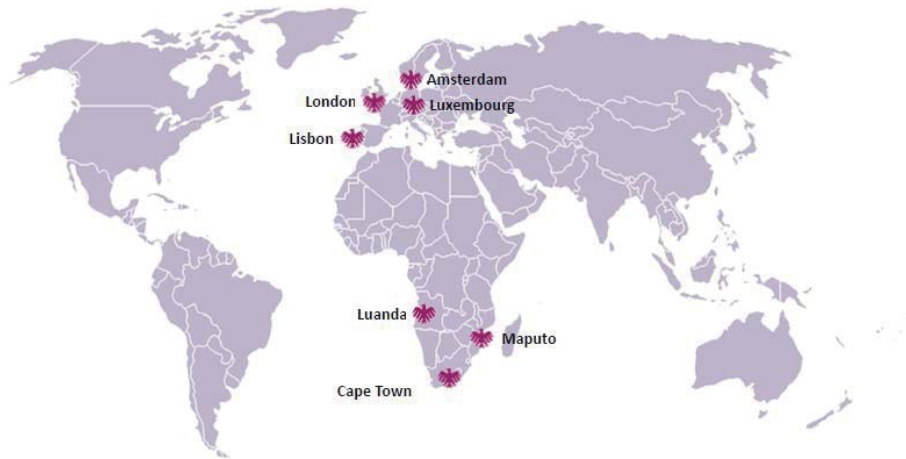 Amsterdam
London
Luxembourg
Lisbon
Luanda
Maputo
Cape Town